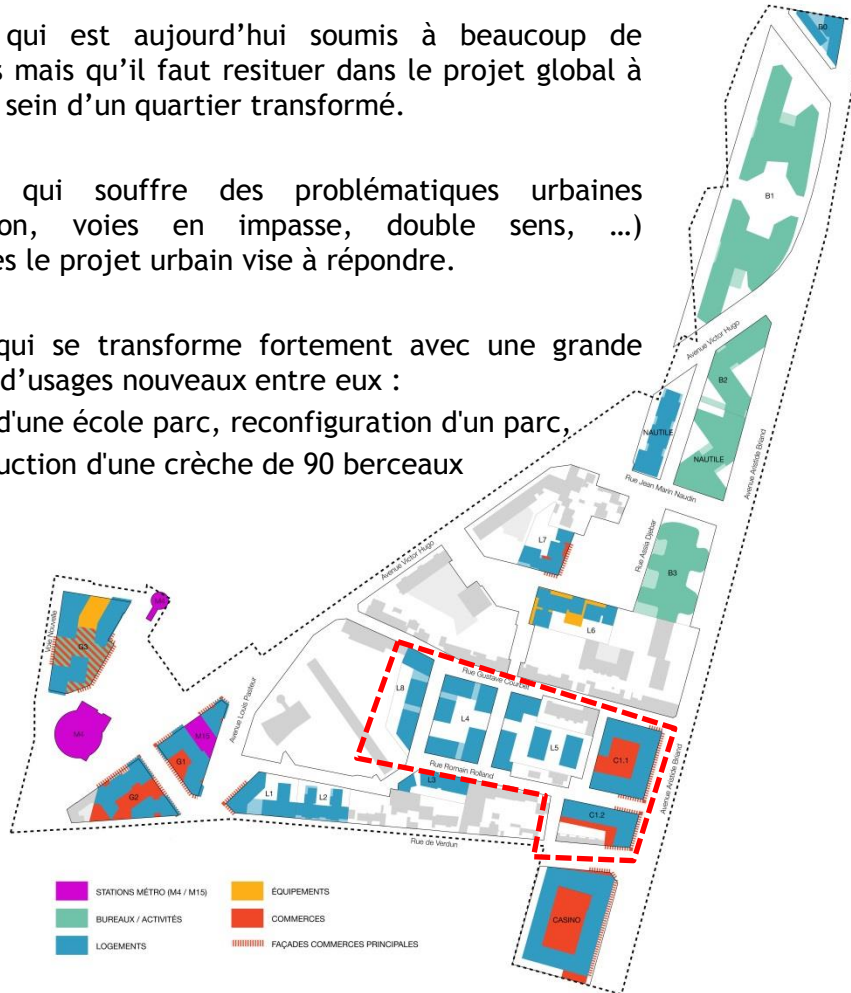 qui est aujourd’hui soumis à beaucoup de
mais qu’il faut resituer dans le projet global à
sein d’un quartier transformé.
qui souffre des problématiques urbaines
on, voies en impasse, double sens, …)
es le projet urbain vise à répondre.
qui se transforme fortement avec une grande
d’usages nouveaux entre eux :
d'une école parc, reconfiguration d'un parc,
uction d'une crèche de 90 berceaux
B0
B1
Avenue Victor Hugo
B2
NAUTILE
NAUTILE
Avenue Aristide Briand
Rue Jean Marin Naudin
L7
Rue Assia Djebar
B3
Avenue Victor Hugo
L6
Voie Nouvelle
G3
Rue Gustave Courbet
L8
L4
L5
C1.1
Avenue Louis Pasteur
M4
M15
G1
G2
Rue Romain Rolland
Avenue Aristide Briand
L1
L2
L3
C1.2
Rue de Verdun
CASINO
STATIONS MÉTRO (M4 / M15)
ÉQUIPEMENTS
BUREAUX / ACTIVITÉS
COMMERCES
LOGEMENTS
FAÇADES COMMERCES PRINCIPALES